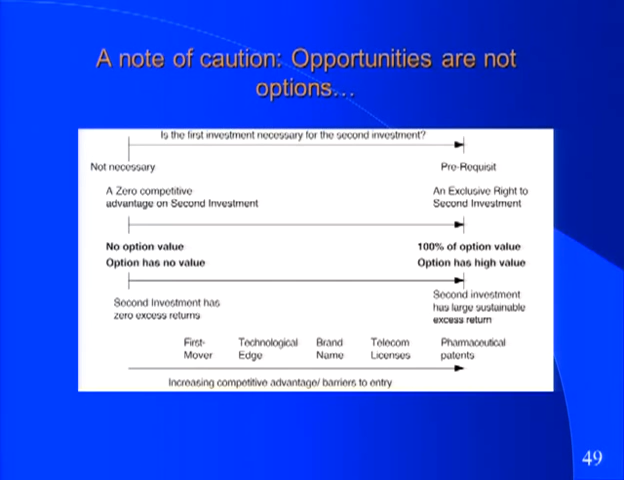 A note of caution: Opportunities are not
options…
Is the first investment necessary for the second investment?
Not necessary
Pre-Requisit
A Zero competitive
advantage on Second Investment
An Exclusive Right to
Second Investment
No option value
Option has no value
100% of option value
Option has high value
Second Investment has
zero excess returns
Second investment
has large sustainable
excess return
First-
Mover
Technological
Edge
Brand
Name
Telecom
Licenses
Pharmaceutical
patents
Increasing competitive advantage/ barriers to entry
49